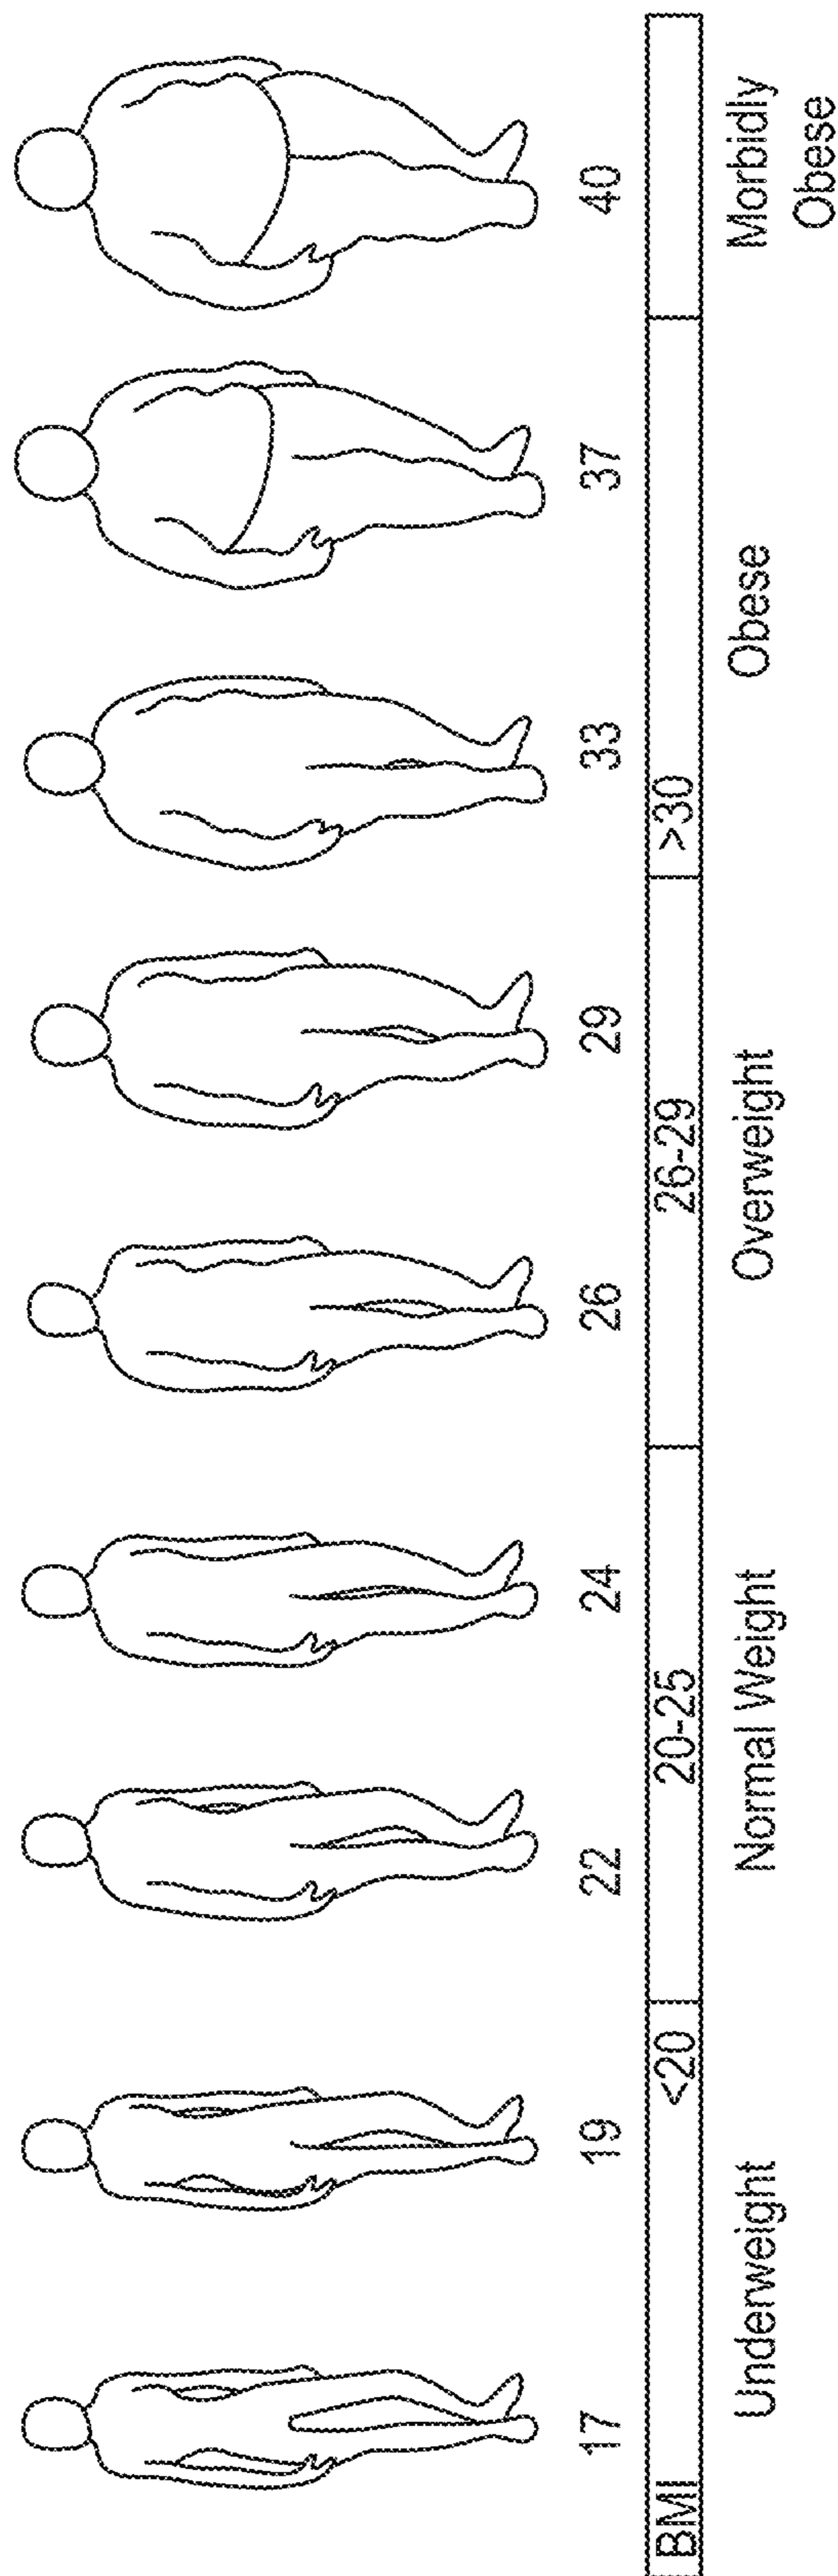 17 19 22 24 26 29 33 37 40
BMI <20 20-25 26-29 >30
Underweight Normal Weight Overweight Obese Morbidly
Obese